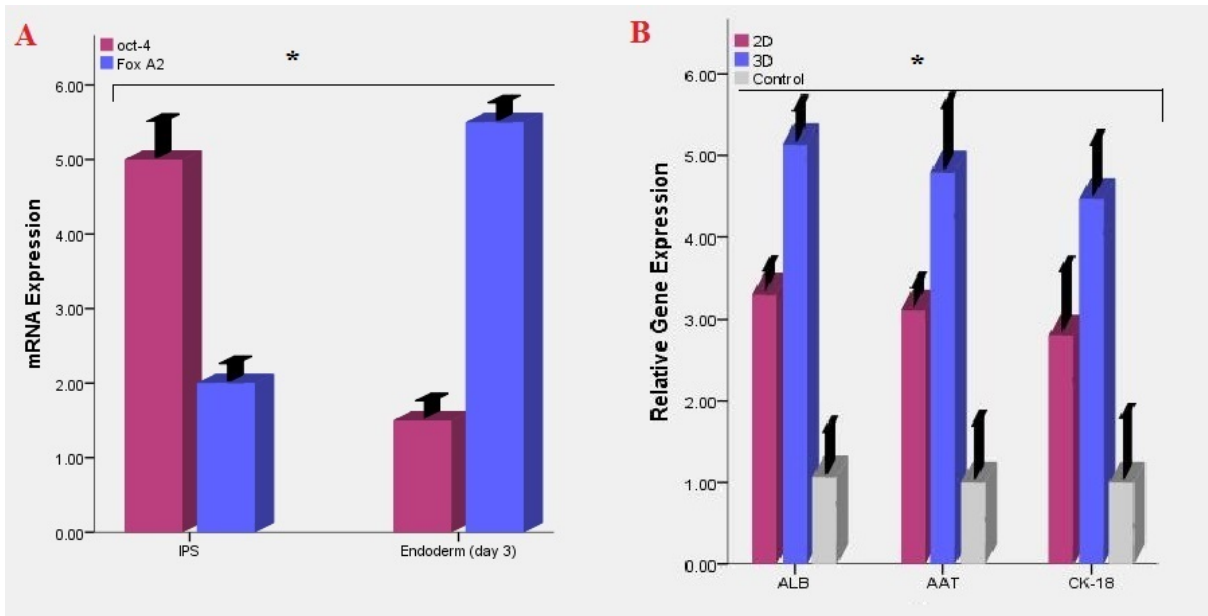 A
oct-4
Fox A2
*
6.00
5.00
4.00
3.00
2.00
1.00
0.00
mRNA Expression
IPS
Endoderm (day 3)
B
2D
3D
Control
*
6.00
5.00
4.00
3.00
2.00
1.00
0.00
Relative Gene Expression
ALB
AAT
CK-18